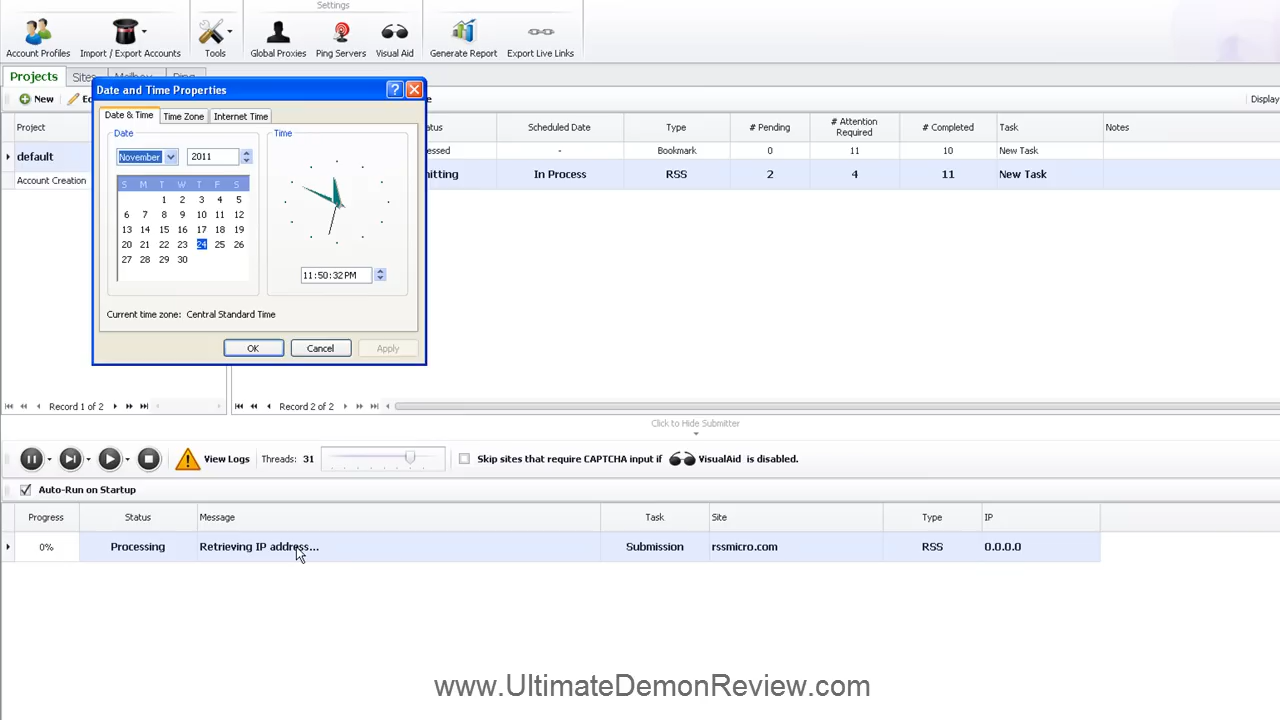 Settings
Account Profiles
Import / Export Accounts
Tools
Global Proxies
Ping Servers
Visual Aid
Generate Report
Export Live Links
Projects
Sites
Mailbox
Ping
New
Display
Date and Time Properties
Date & Time
Time Zone
Internet Time
Date
November
2011
S M T W T F S
1 2 3 4 5
6 7 8 9 10 11 12
13 14 15 16 17 18 19
20 21 22 23 24 25 26
27 28 29 30
Time
11:50:32 PM
Current time zone: Central Standard Time
OK
Cancel
Apply
Project
Scheduled Date
Type
# Pending
# Attention Required
# Completed
Task
Notes
default
- Bookmark 0 11 10 New Task
Account Creation
In Process RSS 2 4 11 New Task
Record 1 of 2
Record 2 of 2
Click to Hide Submitter
View Logs
Threads: 31
Skip sites that require CAPTCHA input if VisualAid is disabled.
Auto-Run on Startup
Progress Status Message Task Site Type IP
0% Processing Retrieving IP address... Submission rssmicro.com RSS 0.0.0.0
www.UltimateDemonReview.com